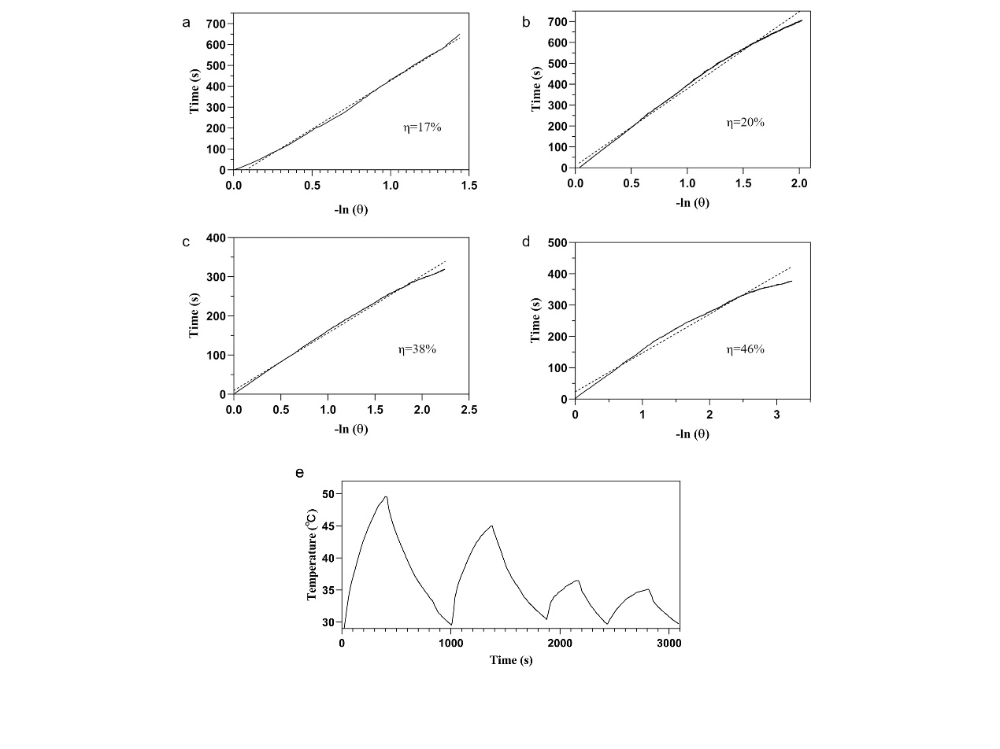 a
700
600
500
400
300
200
100
0
Time (s)
η=17%
0.0 0.5 1.0 1.5
-ln (θ)
b
700
600
500
400
300
200
100
0
Time (s)
η=20%
0.0 0.5 1.0 1.5 2.0
-ln (θ)
c
400
300
200
100
0
Time (s)
η=38%
0.0 0.5 1.0 1.5 2.0 2.5
-ln (θ)
d
500
400
300
200
100
0
Time (s)
η=46%
0 1 2 3
-ln (θ)
e
50
45
40
35
30
Temperature (℃)
0 1000 2000 3000
Time (s)